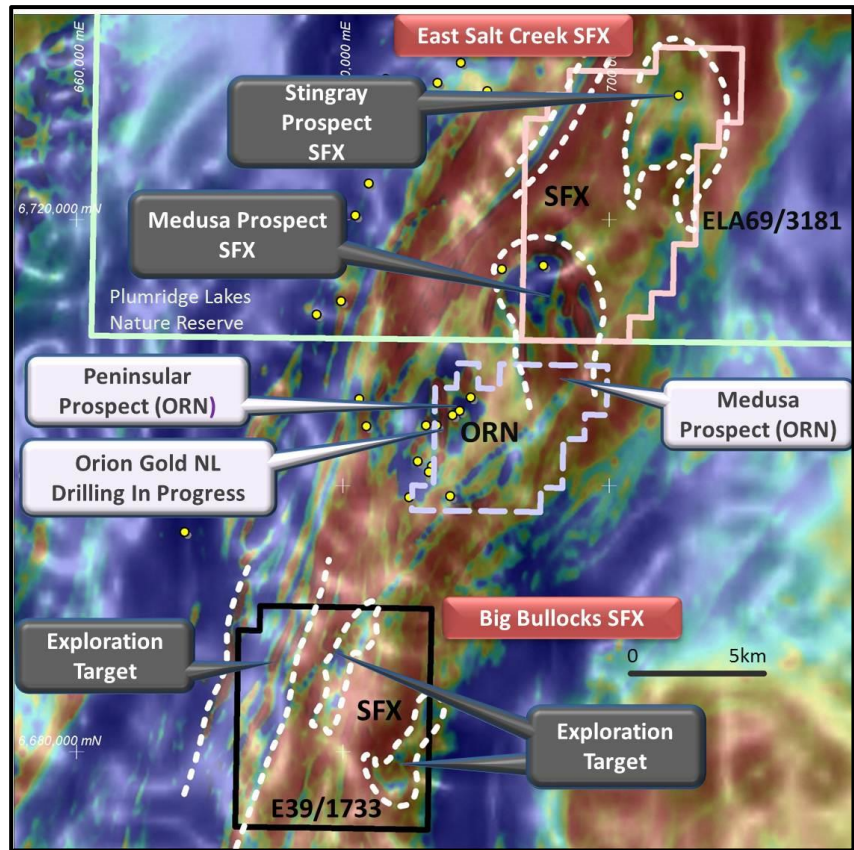 East Salt Creek SFX
660,000 mE
Stingray
Prospect
SFX
SFX
6,720,000 mN
Medusa Prospect
SFX
ELA69/3181
Plumridge Lakes
Nature Reserve
Peninsular
Prospect (ORN)
ORN
Medusa
Prospect (ORN)
Orion Gold NL
Drilling In Progress
Big Bullocks SFX
Exploration
Target
0 5km
SFX
Exploration
Target
6,680,000 mN
E39/1733